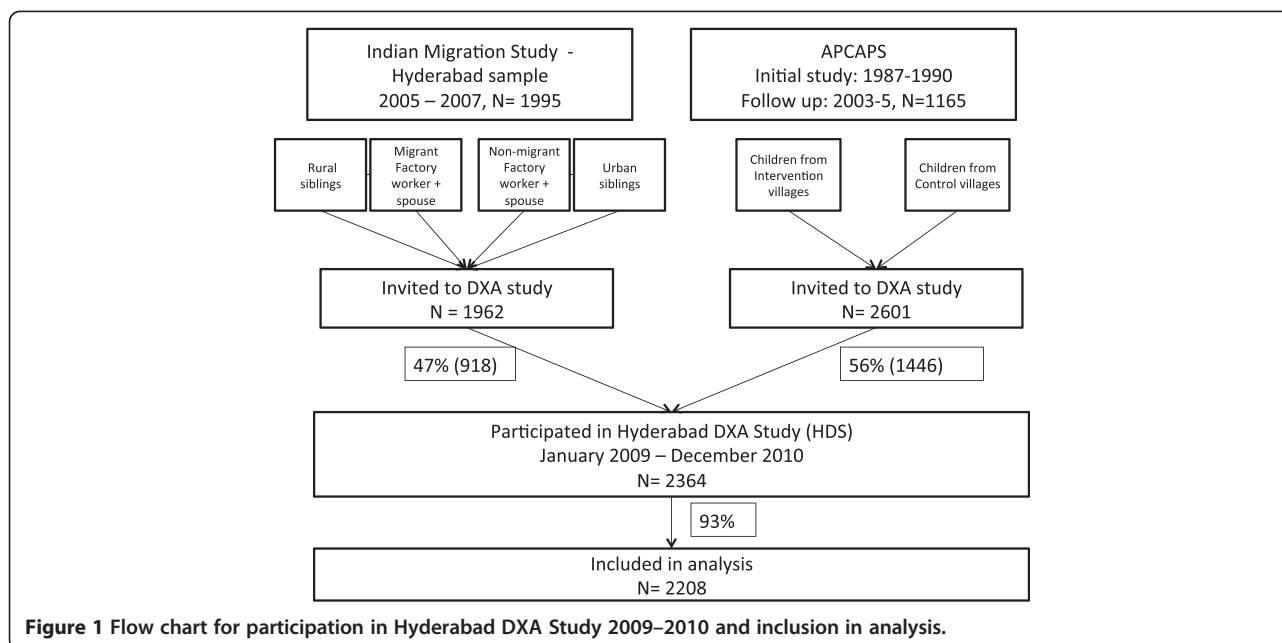 Indian Migration Study -
Hyderabad sample
2005 – 2007, N= 1995
APCAPS
Initial study: 1987-1990
Follow up: 2003-5, N=1165
Rural
siblings
Migrant
Factory
worker +
spouse
Non-migrant
Factory
worker +
spouse
Urban
siblings
Children from
Intervention
villages
Children from
Control villages
Invited to DXA study
N = 1962
Invited to DXA study
N= 2601
47% (918)
56% (1446)
Participated in Hyderabad DXA Study (HDS)
January 2009 – December 2010
N= 2364
93%
Included in analysis
N= 2208
Figure 1 Flow chart for participation in Hyderabad DXA Study 2009–2010 and inclusion in analysis.